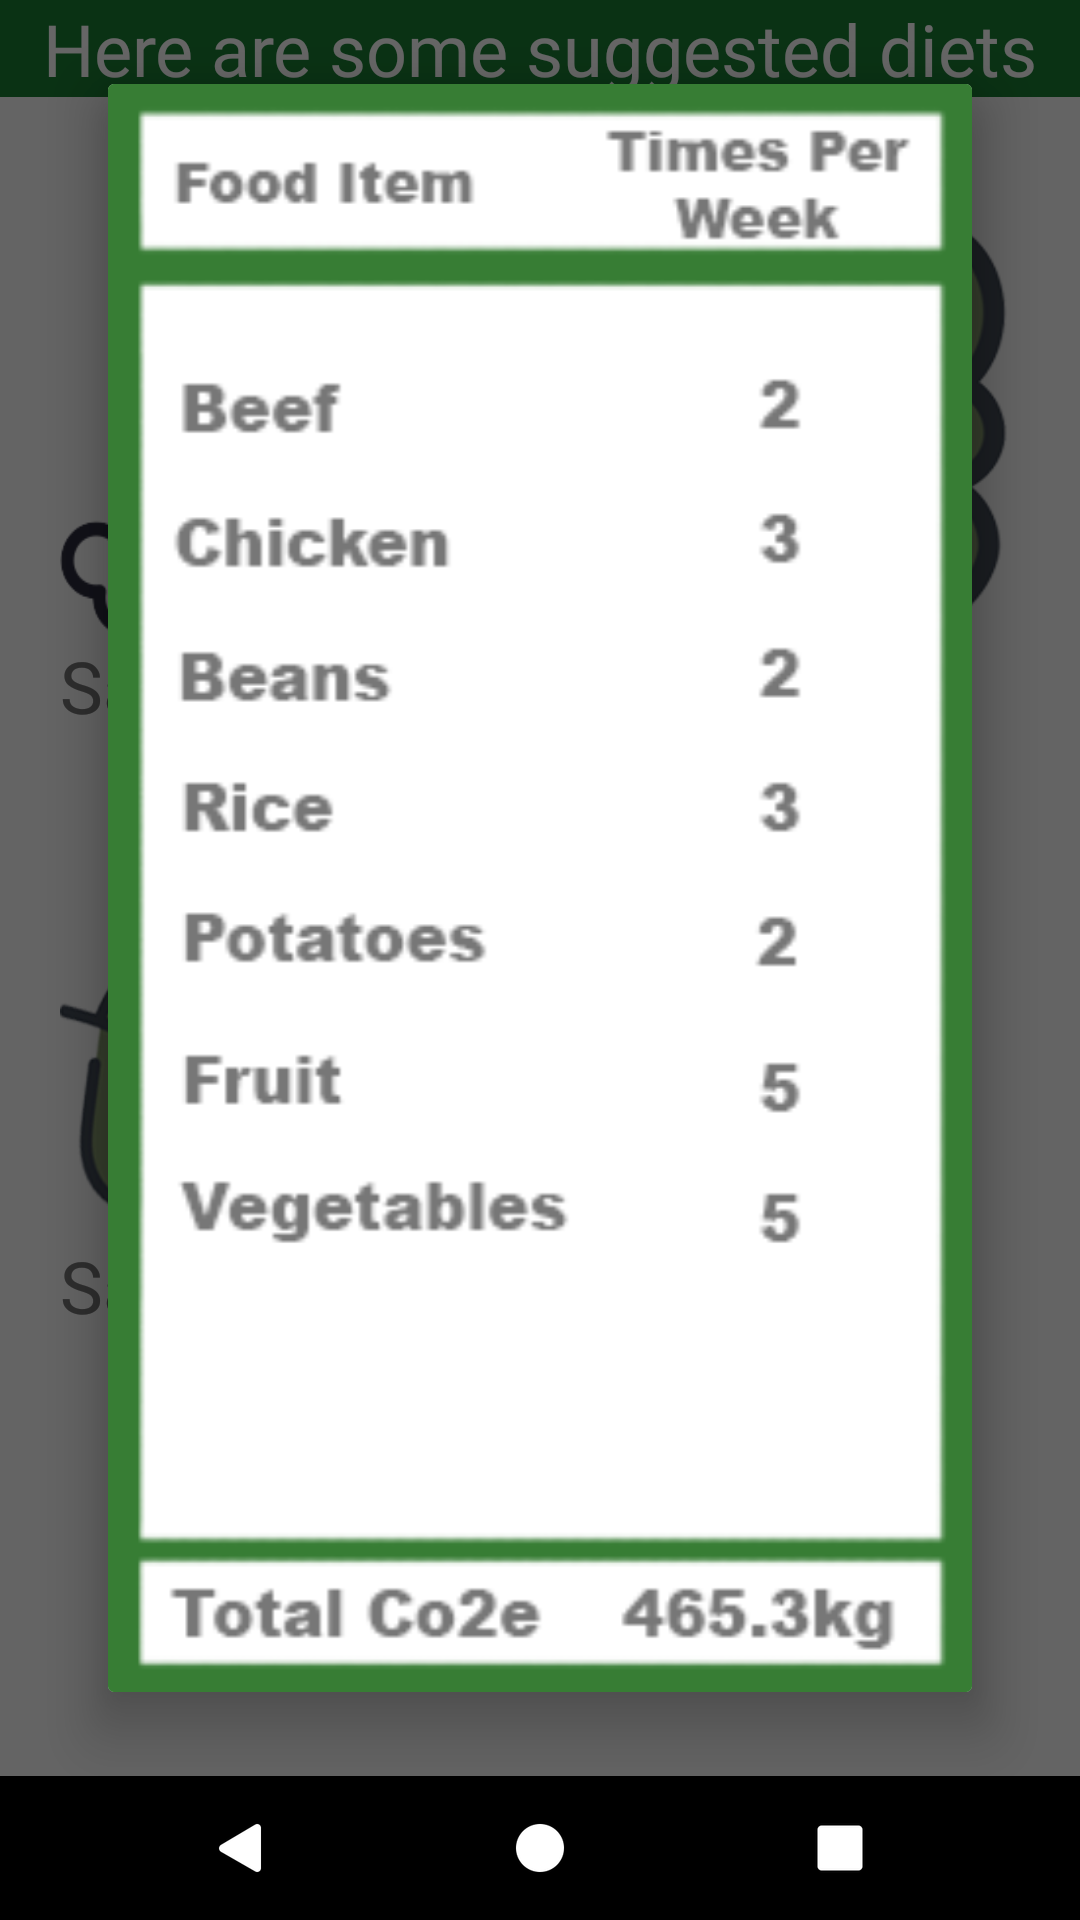 Here are some suggested diets
Food Item
Times Per
Week
Beef 2
Chicken 3
Beans 2
Rice 3
Potatoes 2
Fruit 5
Vegetables 5
Total Co2e 465.3kg